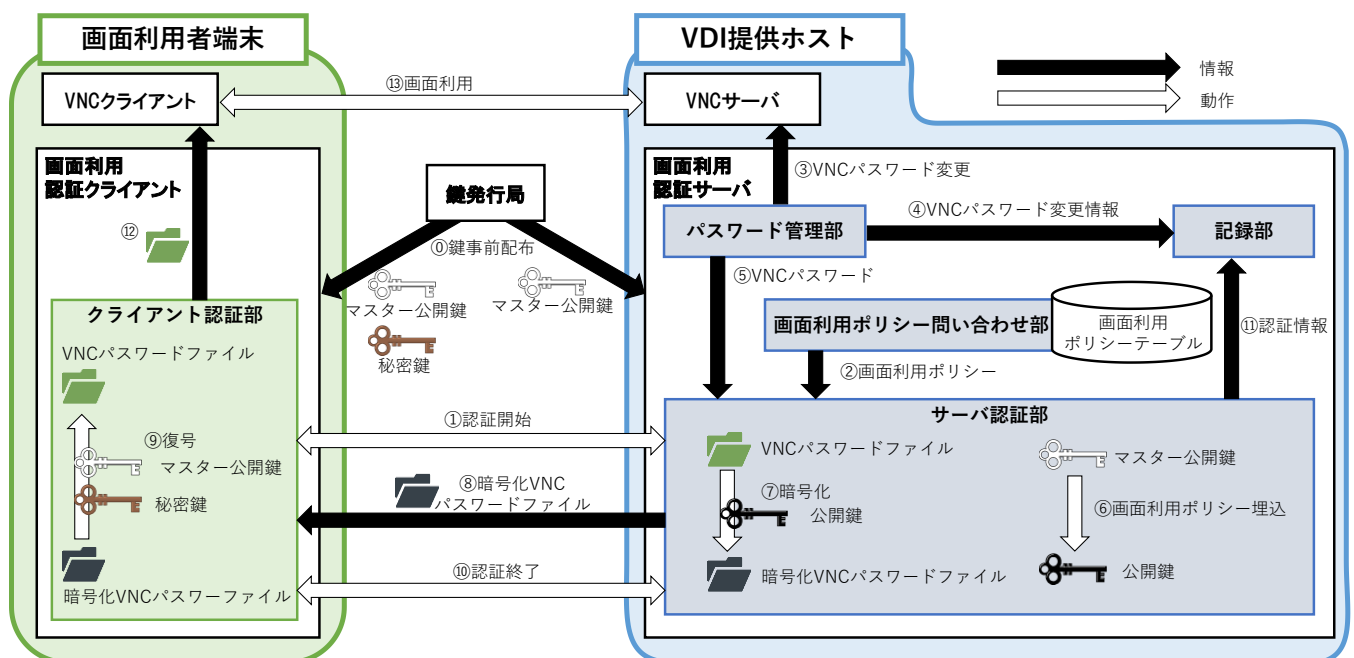 画面利用者端末
VDI提供ホスト
VNCクライアント
⑬画面利用
VNCサーバ
情報
動作
画面利用
認証クライアント
鍵発行局
画面利用
認証サーバ
③VNCパスワード変更
④VNCパスワード変更情報
パスワード管理部
記録部
⑫
⓪鍵事前配布
マスター公開鍵
マスター公開鍵
秘密鍵
⑤VNCパスワード
画面利用ポリシー問い合わせ部
画面利用
ポリシーテーブル
⑪認証情報
②画面利用ポリシー
クライアント認証部
VNCパスワードファイル
⑨復号
マスター公開鍵
秘密鍵
暗号化VNCパスワーファイル
①認証開始
⑧暗号化VNC
パスワードファイル
⑩認証終了
サーバ認証部
VNCパスワードファイル
⑦暗号化
公開鍵
暗号化VNCパスワードファイル
マスター公開鍵
⑥画面利用ポリシー埋込
公開鍵